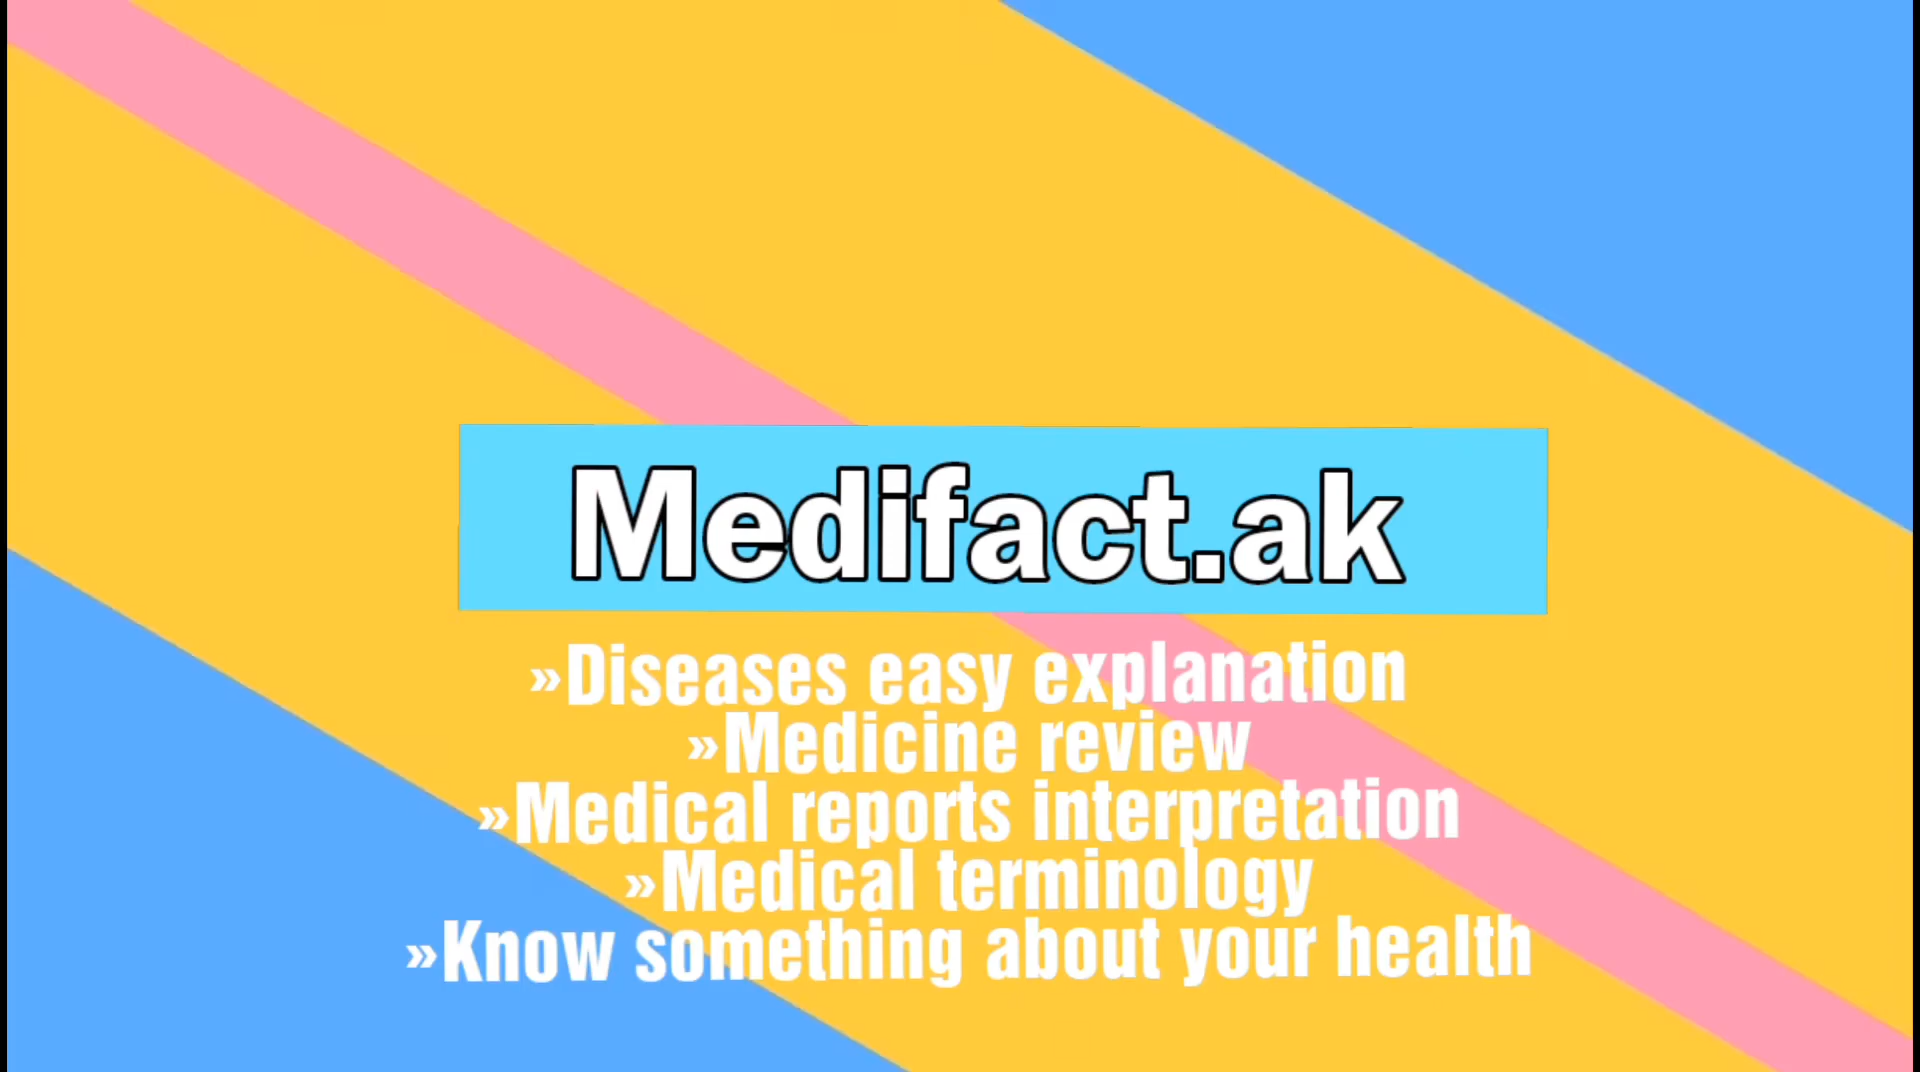 Medifact.ak
»Diseases easy explanation
»Medicine review
»Medical reports interpretation
»Medical terminology
»Know something about your health